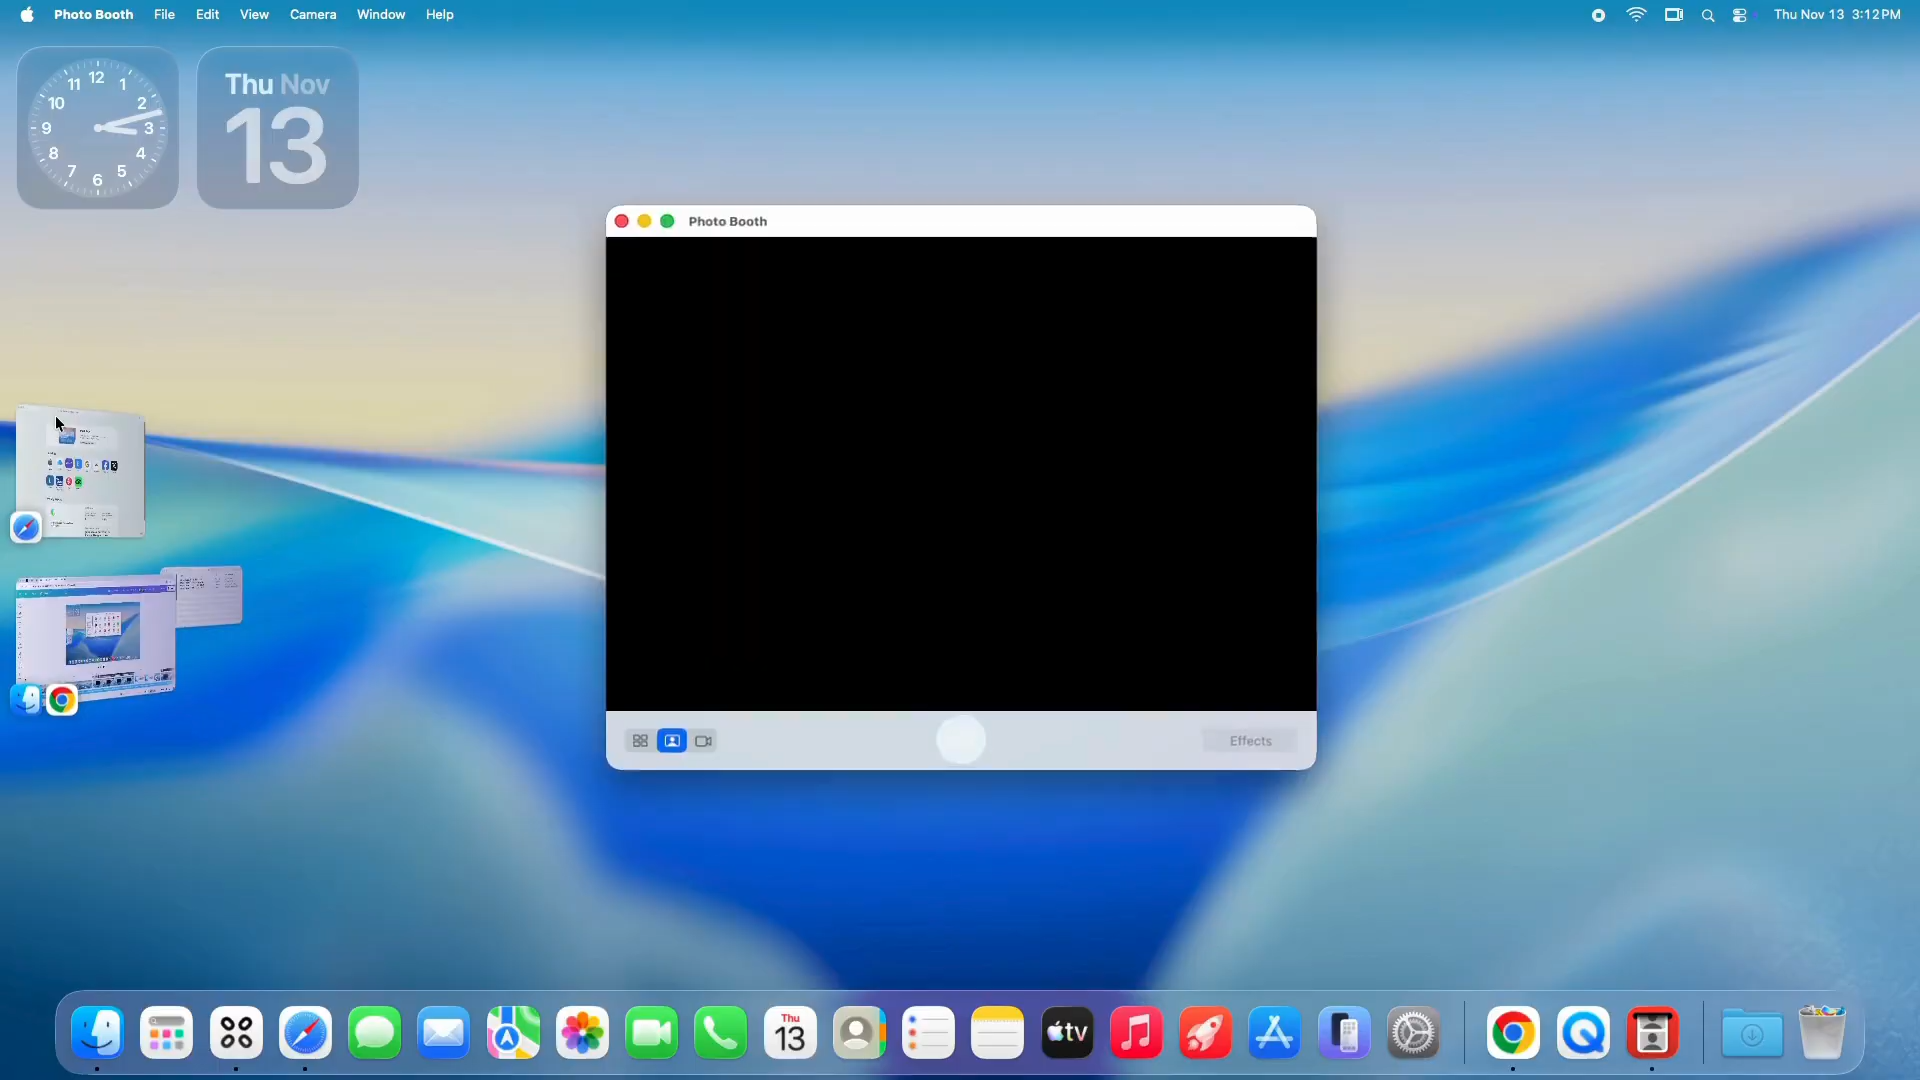 Photo Booth File Edit View Camera Window Help
Thu Nov 13 3:12 PM
12
11 1
10 2
9 3
8 4
7 5
6
Thu Nov
13
Photo Booth
Effects
Thu
13
tv